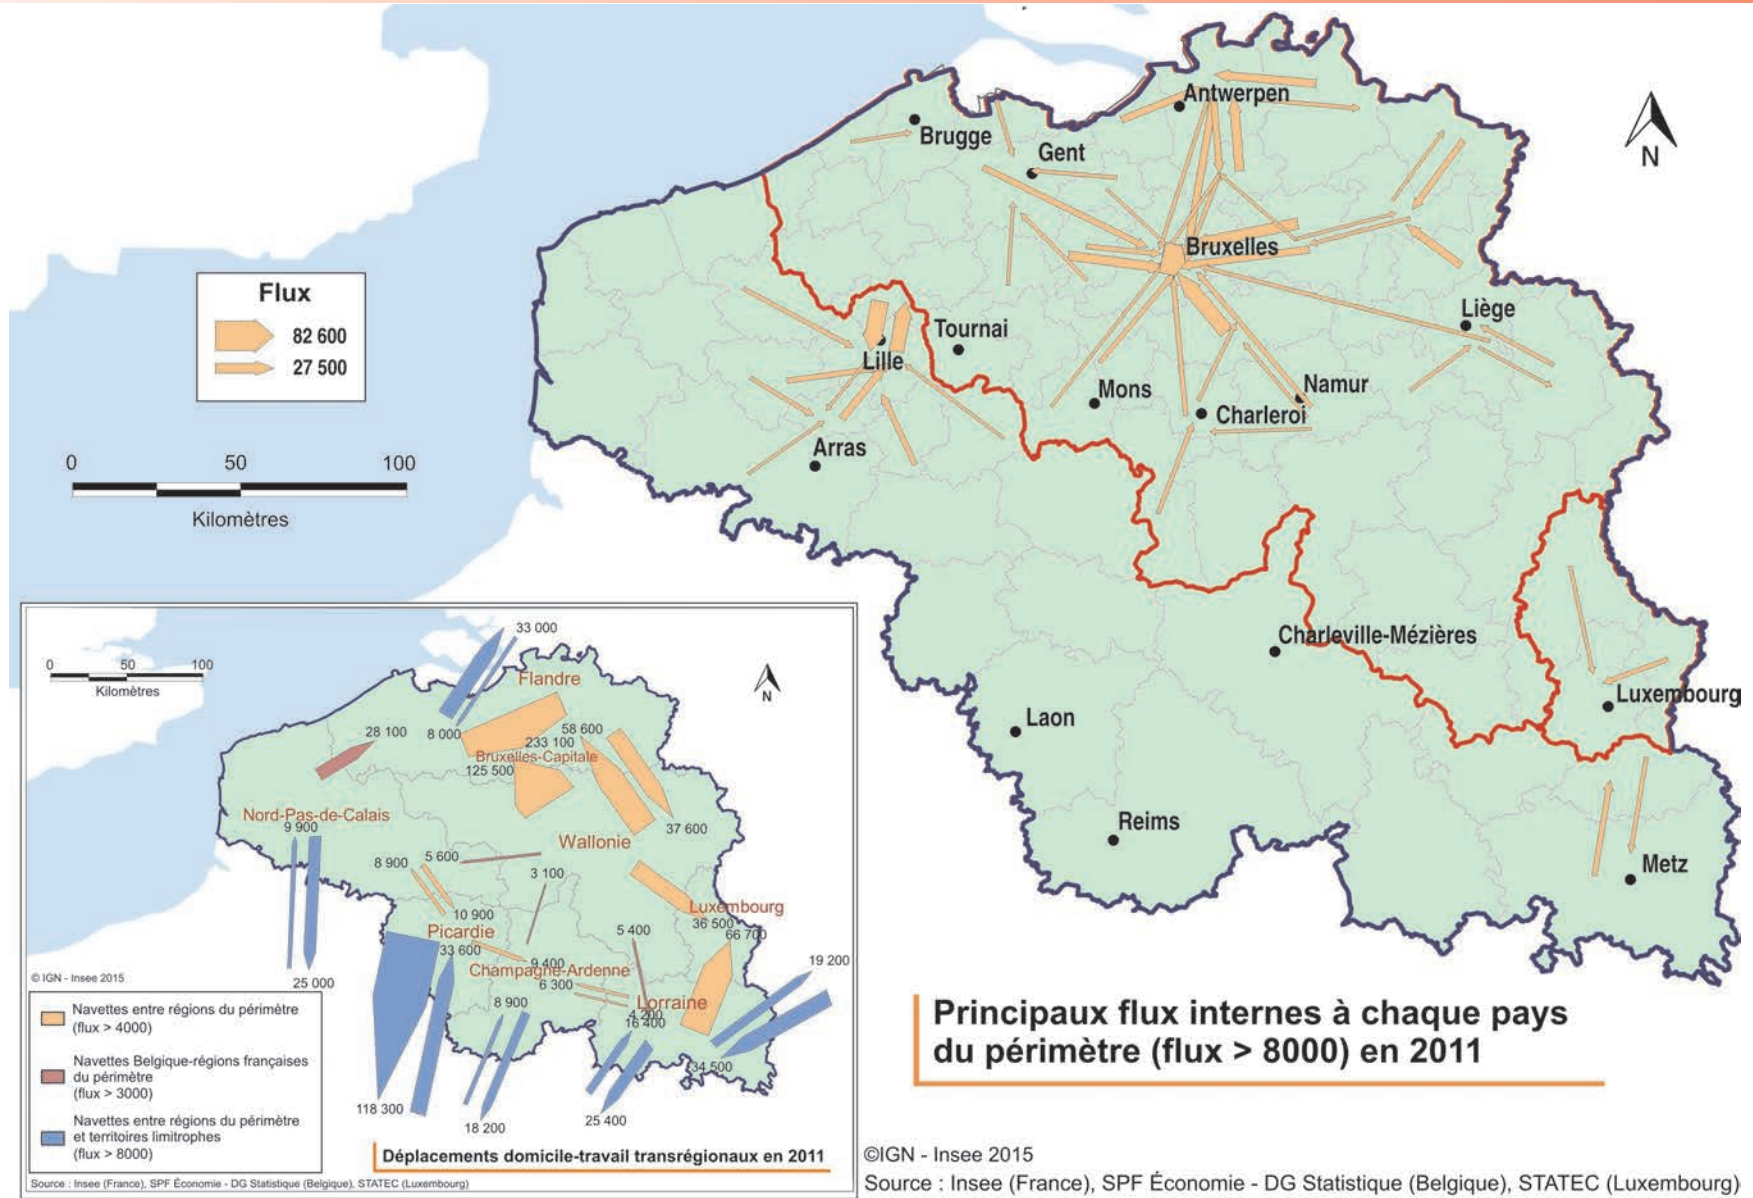 Antwerpen
Brugge
Gent
N
Bruxelles
Flux
82 600
27 500
Liège
Tournai
Lille
Mons
Namur
Charleroi
Arras
0 50 100
Kilomètres
Charleville-Mézières
Luxembourg
Laon
Reims
Metz
33 000
0 50 100
Kilomètres
N
Flandre
28 100
8 000
58 600
233 100
Bruxelles-Capitale
125 500
Nord-Pas-de-Calais
9 900
37 600
Wallonie
8 900
5 600
3 100
10 900
Luxembourg
36 500
66 700
Picardie
5 400
33 600
9 400
Champagne-Ardenne
6 300
19 200
25 000
8 900
Lorraine
4 200
16 400
34 500
118 300
18 200
25 400
© IGN - Insee 2015
Navettes entre régions du périmètre
(flux > 4000)
Navettes Belgique-régions françaises
du périmètre
(flux > 3000)
Navettes entre régions du périmètre
et territoires limitrophes
(flux > 8000)
Déplacements domicile-travail transrégionaux en 2011
Source : Insee (France), SPF Économie - DG Statistique (Belgique), STATEC (Luxembourg)
Principaux flux internes à chaque pays
du périmètre (flux > 8000) en 2011
©IGN - Insee 2015
Source : Insee (France), SPF Économie - DG Statistique (Belgique), STATEC (Luxembourg)